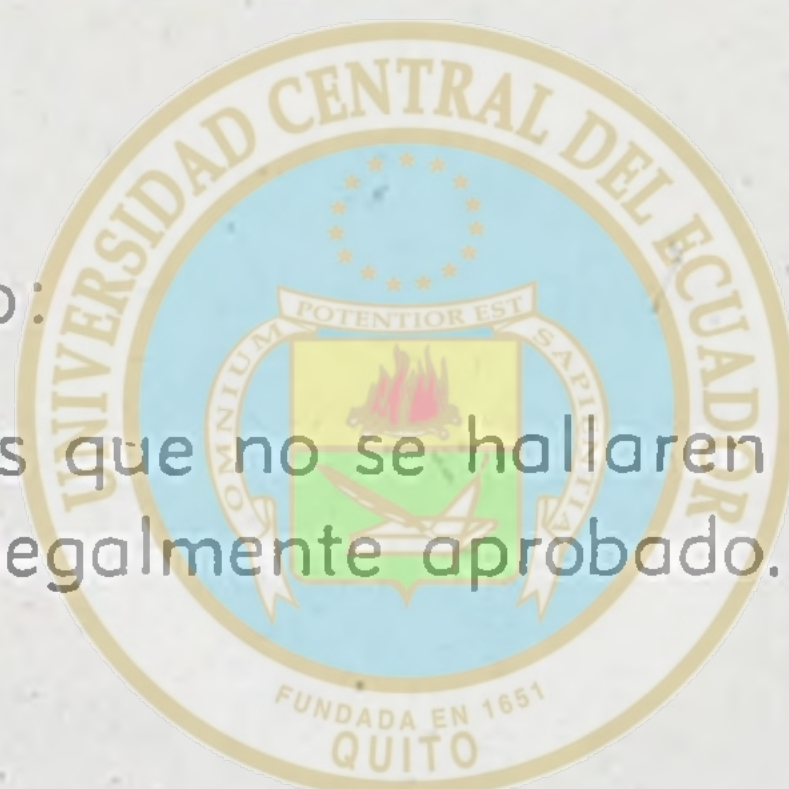 UNIVERSIDAD CENTRAL DEL ECUADOR
OMNIUM POTENTIOR EST SAPIENTIA
o:
s que no se hallaren
egalmente aprobado.
FUNDADA EN 1651
QUITO